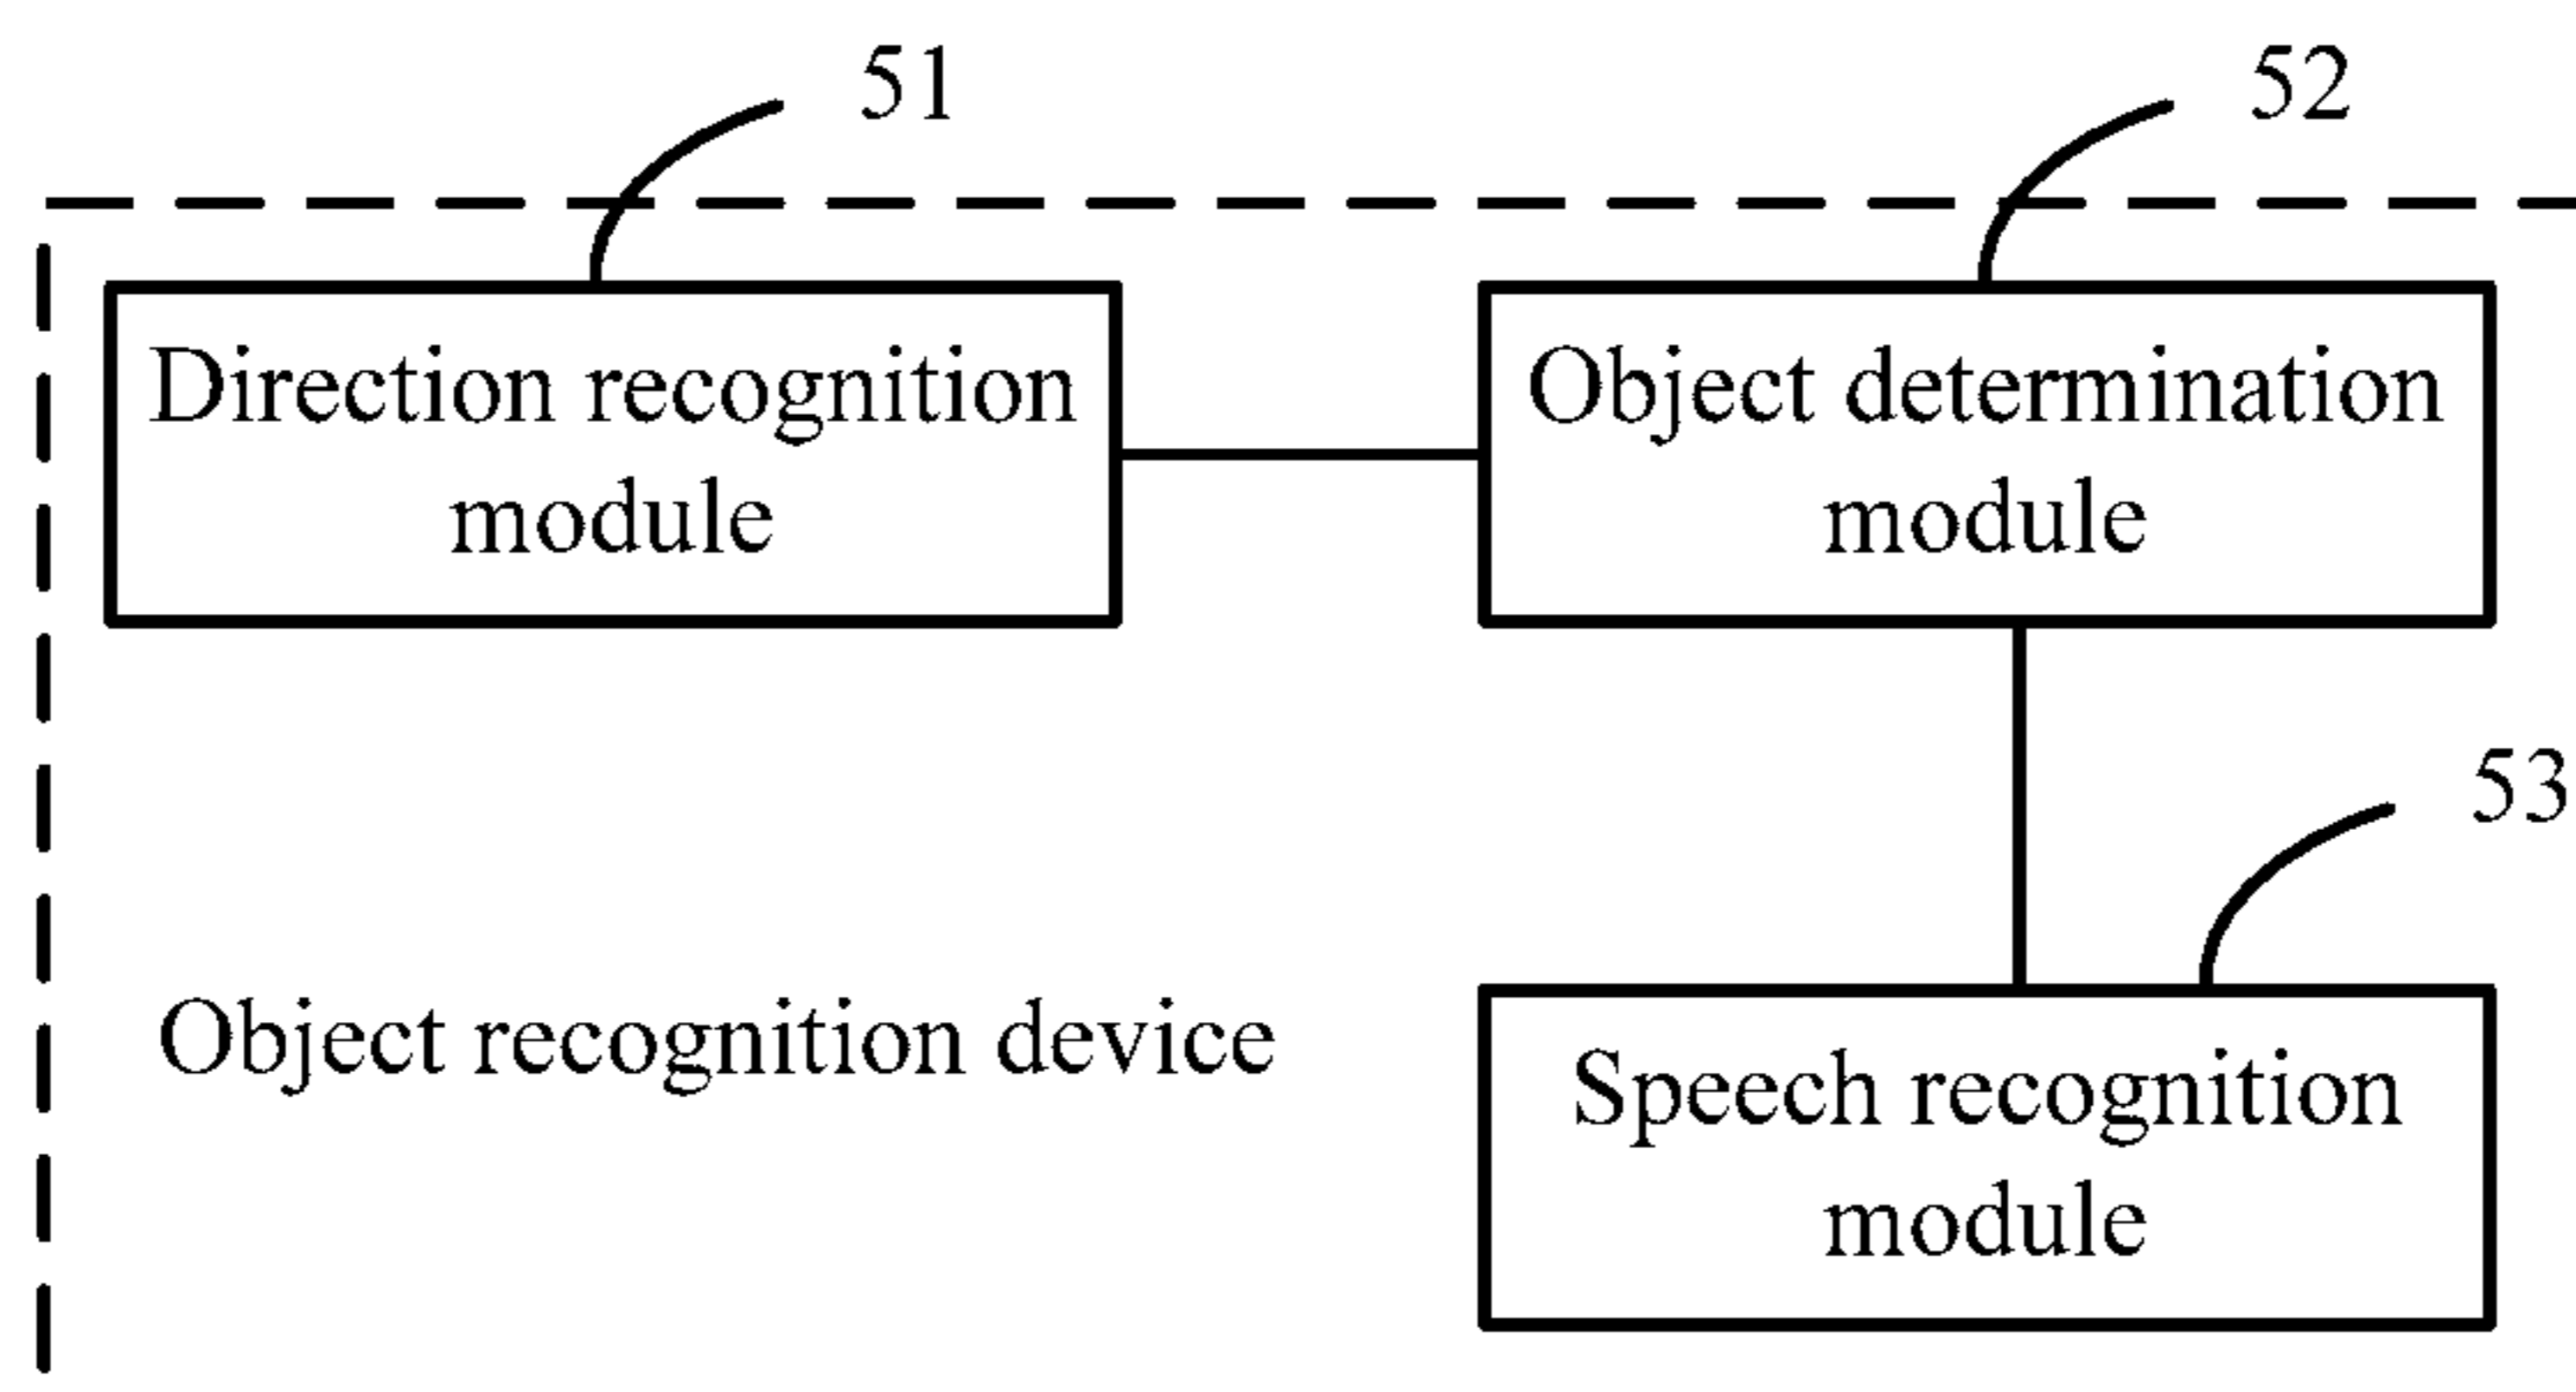 51
52
Direction recognition
module
Object determination
module
53
Object recognition device
Speech recognition
module